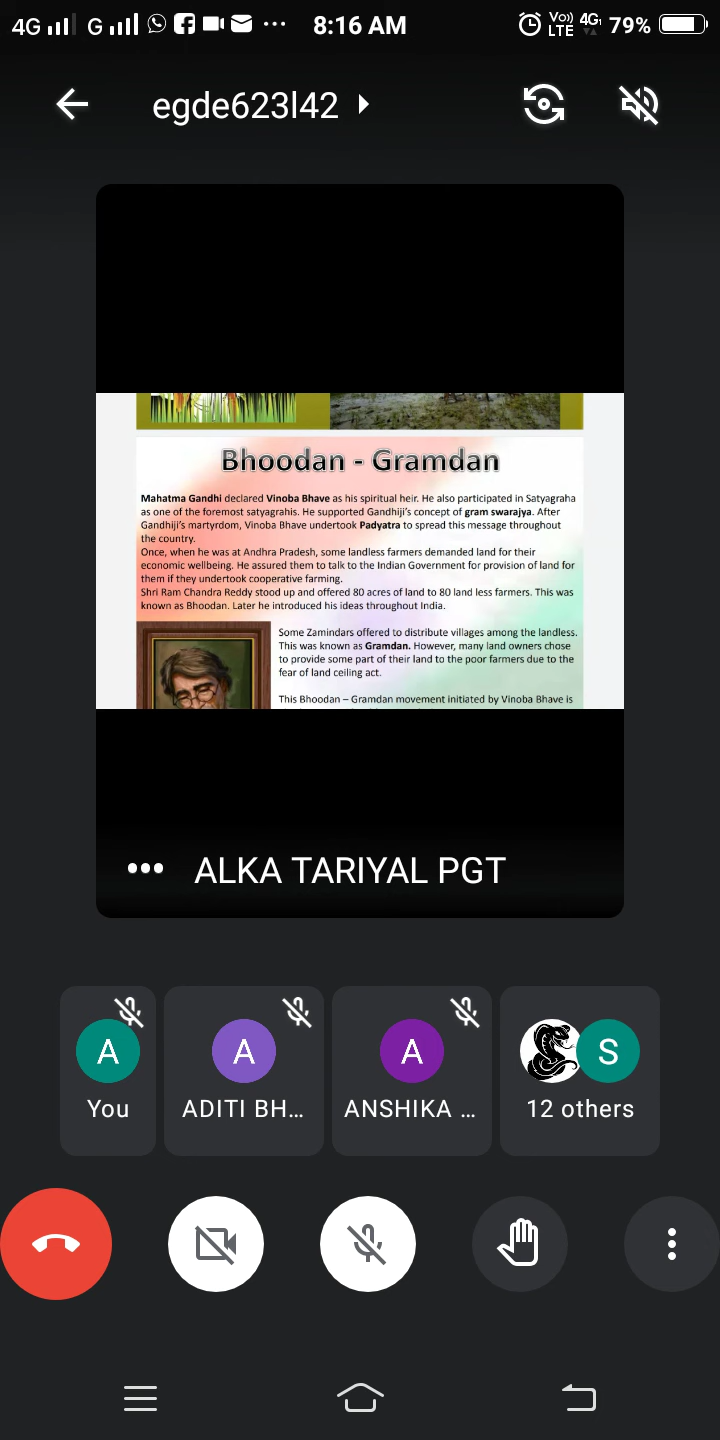 4G G 8:16 AM Vo)) LTE 4G 79%
egde623l42
Bhoodan - Gramdan
Mahatma Gandhi declared Vinoba Bhave as his spiritual heir. He also participated in Satyagraha
as one of the foremost satyagrahis. He supported Gandhiji's concept of gram swarajya. After
Gandhiji's martyrdom, Vinoba Bhave undertook Padyatra to spread this message throughout
the country.
Once, when he was at Andhra Pradesh, some landless farmers demanded land for their
economic wellbeing. He assured them to talk to the Indian Government for provision of land for
them if they undertook cooperative farming.
Shri Ram Chandra Reddy stood up and offered 80 acres of land to 80 land less farmers. This was
known as Bhoodan. Later he introduced his ideas throughout India.
Some Zamindars offered to distribute villages among the landless.
This was known as Gramdan. However, many land owners chose
to provide some part of their land to the poor farmers due to the
fear of land ceiling act.
This Bhoodan – Gramdan movement initiated by Vinoba Bhave is
••• ALKA TARIYAL PGT
A A A S
You ADITI BH... ANSHIKA ... 12 others